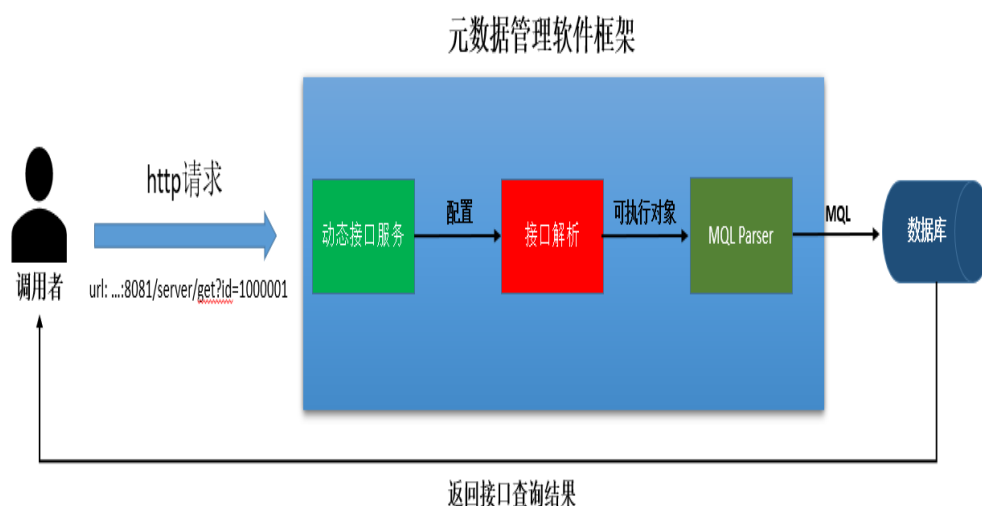 元数据管理软件框架
http请求
url: ...:8081/server/get?id=1000001
调用者
动态接口服务
配置
接口解析
可执行对象
MQL Parser
MQL
数据库
返回接口查询结果